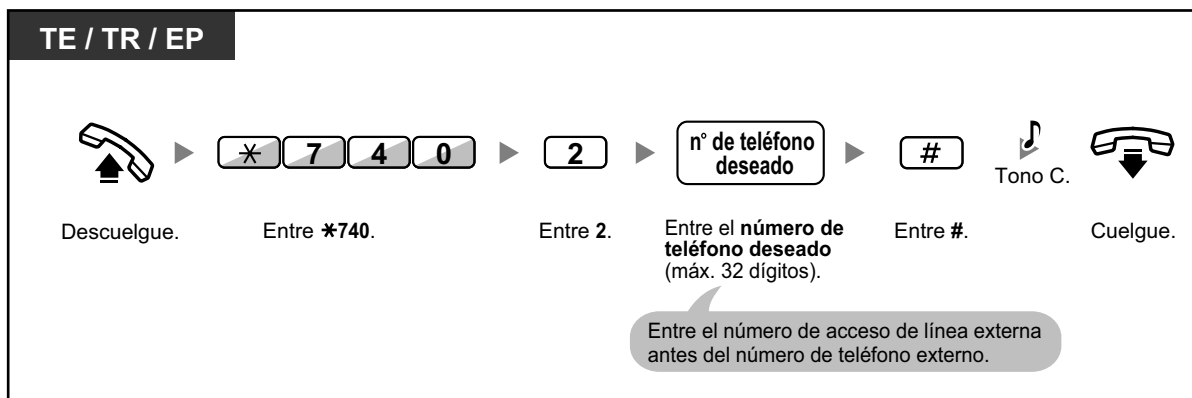 TE / TR / EP
* 7 4 0
2
n° de teléfono
deseado
#
Tono C.
Descuelgue.
Entre *740.
Entre 2.
Entre el número de
teléfono deseado
(máx. 32 dígitos).
Entre #.
Cuelgue.
Entre el número de acceso de línea externa
antes del número de teléfono externo.